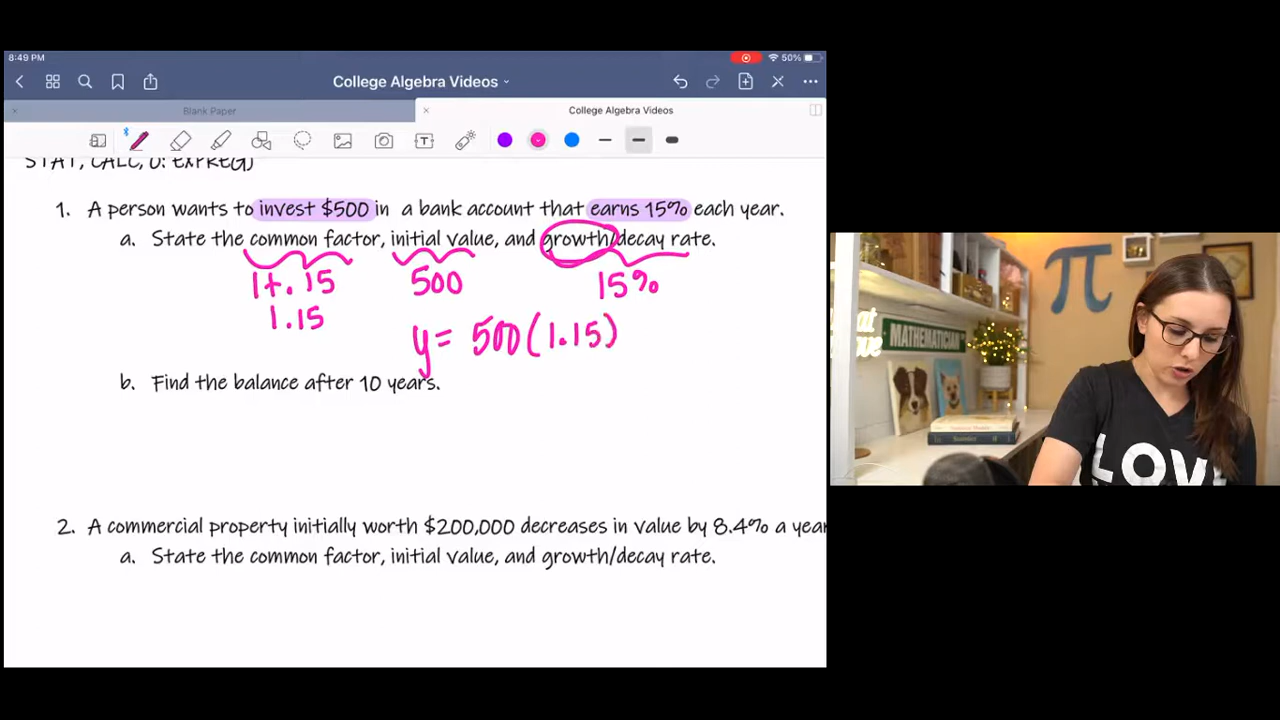 8:49 PM
50%
College Algebra Videos
Blank Paper
College Algebra Videos
STAT, CALC, 0: EXPRE(G)
1. A person wants to invest $500 in a bank account that earns 15% each year.
a. State the common factor, initial value, and growth/decay rate.
1+.15 500 15%
1.15
y = 500(1.15)
b. Find the balance after 10 years.
2. A commercial property initially worth $200,000 decreases in value by 8.4% a year
a. State the common factor, initial value, and growth/decay rate.
MATHEMATICIAN
π
LOVE